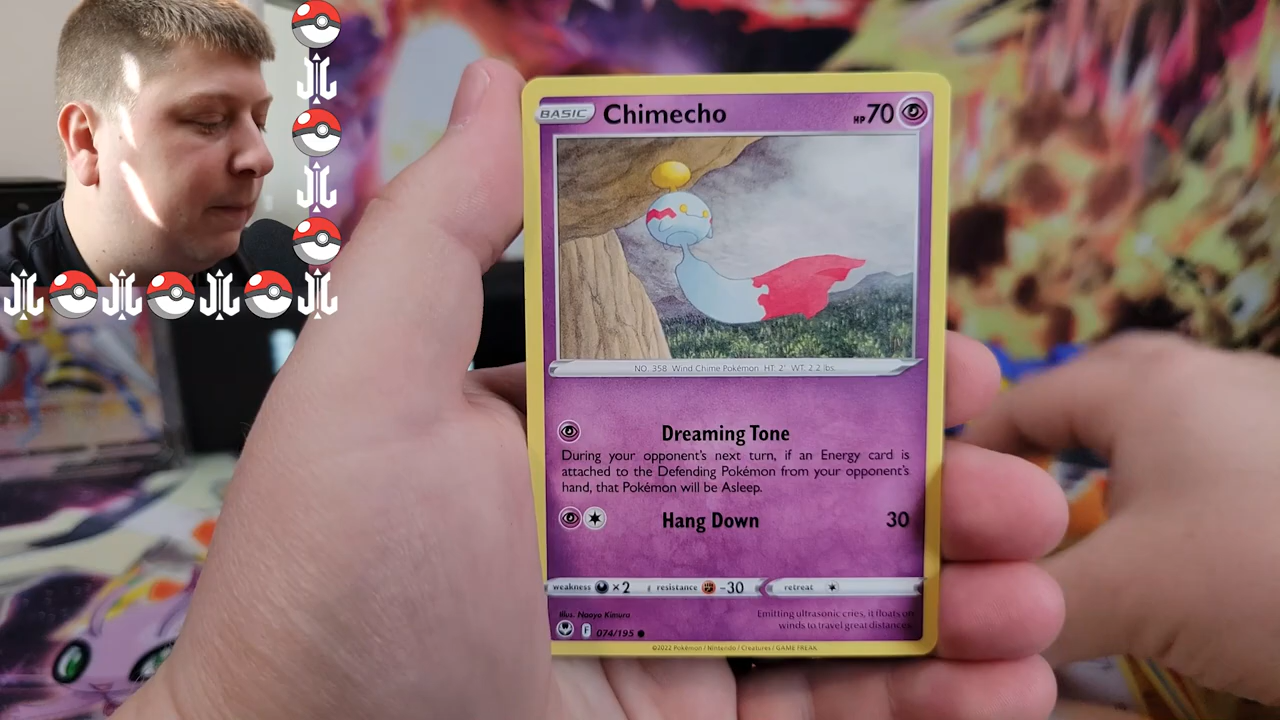 BASIC Chimecho HP 70
NO. 358 Wind Chime Pokémon HT. 2' WT. 2.2 lbs.
Dreaming Tone
During your opponent's next turn, if an Energy card is
attached to the Defending Pokémon from your opponent's
hand, that Pokémon will be Asleep.
Hang Down 30
weakness ×2 resistance -30 retreat
Illus. Naoyo Kimura
Emitting ultrasonic cries, it floats on
winds to travel great distances.
F 074/195
©2022 Pokémon / Nintendo / Creatures / GAME FREAK